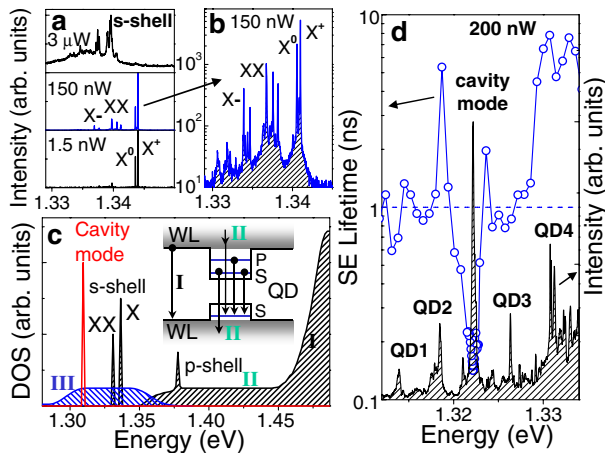 a
s-shell
3 μW
10³
150 nW
X-
XX
X⁰
X⁺
1.5 nW
1.33
1.34
Intensity (arb. units)
b
150 nW
X⁺
X⁰
XX
X-
10³
10²
10¹
1.33
1.34
c
Cavity
mode
s-shell
XX
X
WL
II
I
P
S
QD
S
WL
II
p-shell
II
I
III
DOS (arb. units)
1.30
1.35
1.40
1.45
Energy (eV)
d
200 nW
cavity
mode
QD1
QD2
QD3
QD4
10
1
0.1
SE Lifetime (ns)
Intensity (arb. units)
1.32
1.33
Energy (eV)